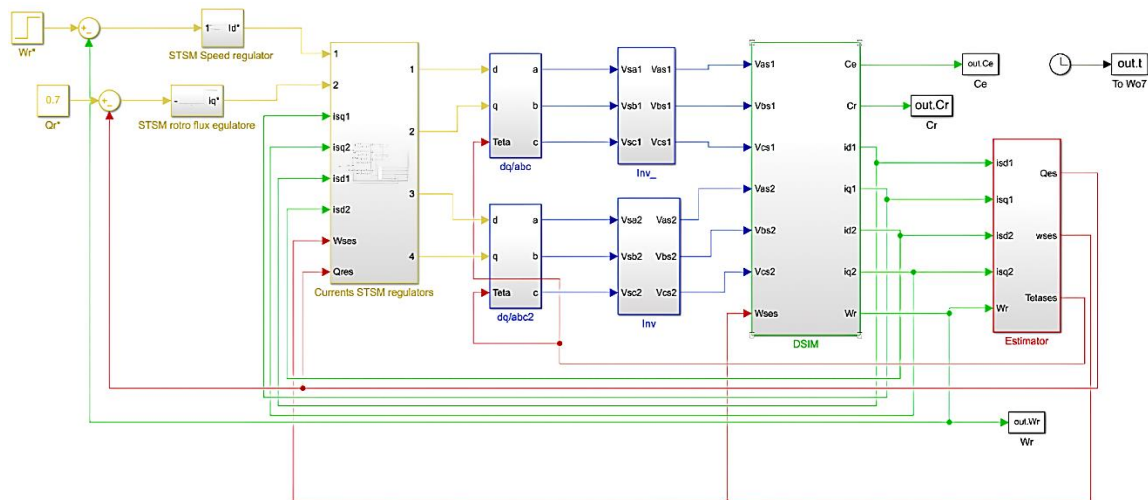 Wr*
+
-
1
Id*
STSM Speed regulator
0.7
Qr*
+
-
-
iq*
STSM rotro flux egulatore
1
2
isq1
isq2
isd1
isd2
Wses
Qres
1
2
3
4
Currents STSM regulators
d
q
Teta
a
b
c
dq/abc
d
q
Teta
a
b
c
dq/abc2
Vsa1
Vsb1
Vsc1
Vas1
Vbs1
Vcs1
Inv_
Vsa2
Vsb2
Vsc2
Vas2
Vbs2
Vcs2
Inv
Vas1
Vbs1
Vcs1
Vas2
Vbs2
Vcs2
Wses
Ce
Cr
id1
iq1
id2
iq2
Wr
DSIM
out.Ce
Ce
out.Cr
Cr
out.t
To Wo7
isd1
isq1
isd2
isq2
Wr
Qes
wses
Tetases
Estimator
out.Wr
Wr